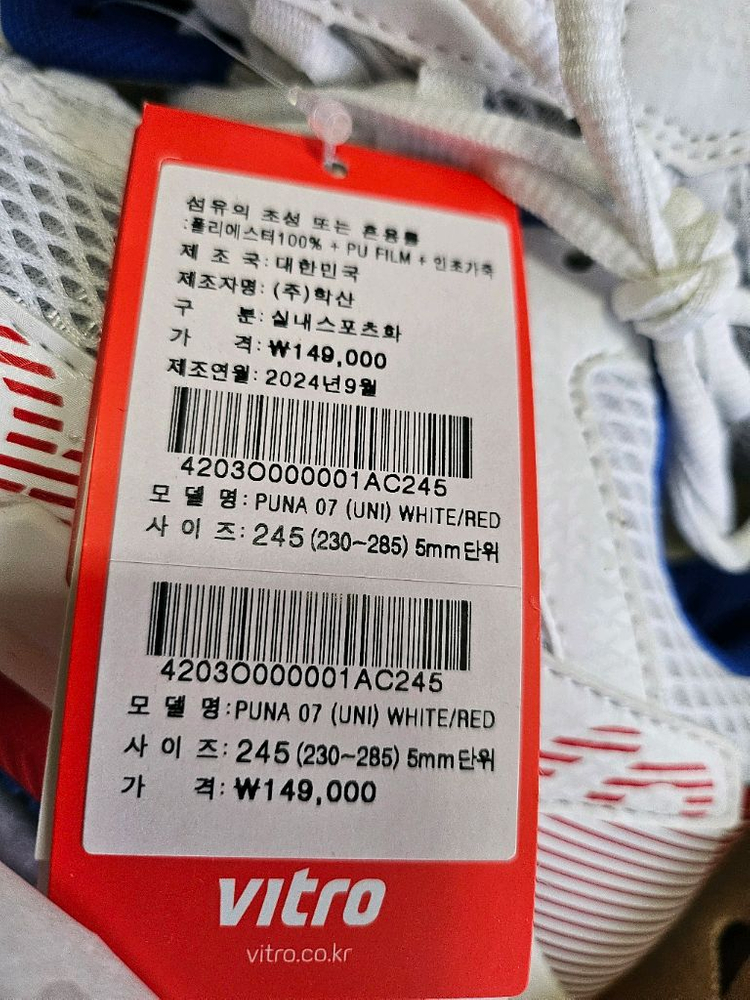 섬유의 조성 또는 혼용률
:폴리에스터100% + PU FILM + 인조가죽
제 조 국: 대한민국
제조자명: (주)학산
구 분: 실내스포츠화
가 격: ₩149,000
제조연월: 2024년9월
4203O000001AC245
모 델 명: PUNA 07 (UNI) WHITE/RED
사 이 즈: 245 (230~285) 5mm단위
4203O000001AC245
모 델 명:PUNA 07 (UNI) WHITE/RED
사 이 즈: 245 (230~285) 5mm단위
가 격: ₩149,000
vitro
vitro.co.kr